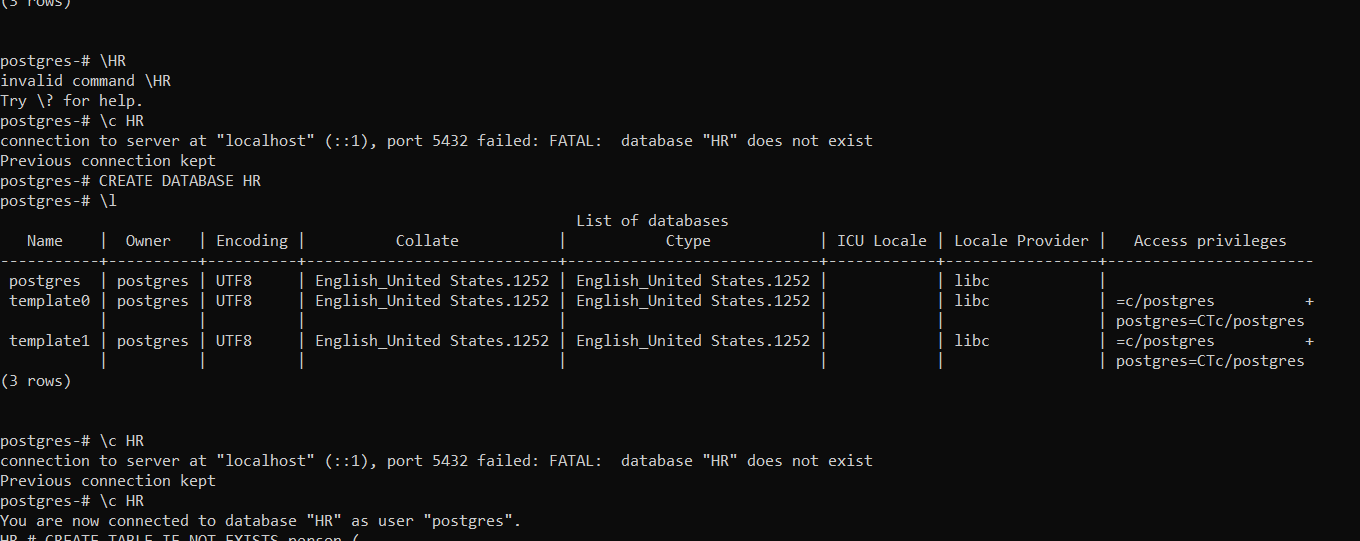 (3 rows)
postgres-# \HR
invalid command \HR
Try \? for help.
postgres-# \c HR
connection to server at "localhost" (::1), port 5432 failed: FATAL:  database "HR" does not exist
Previous connection kept
postgres-# CREATE DATABASE HR
postgres-# \l
List of databases
Name | Owner | Encoding | Collate | Ctype | ICU Locale | Locale Provider | Access privileges
-----------+----------+----------+----------------------------+----------------------------+------------+-----------------+-----------------------
postgres | postgres | UTF8 | English_United States.1252 | English_United States.1252 | | libc |
template0 | postgres | UTF8 | English_United States.1252 | English_United States.1252 | | libc | =c/postgres +
| | | | | | | postgres=CTc/postgres
template1 | postgres | UTF8 | English_United States.1252 | English_United States.1252 | | libc | =c/postgres +
| | | | | | | postgres=CTc/postgres
(3 rows)
postgres-# \c HR
connection to server at "localhost" (::1), port 5432 failed: FATAL:  database "HR" does not exist
Previous connection kept
postgres-# \c HR
You are now connected to database "HR" as user "postgres".
HR-# CREATE TABLE IF NOT EXISTS person (